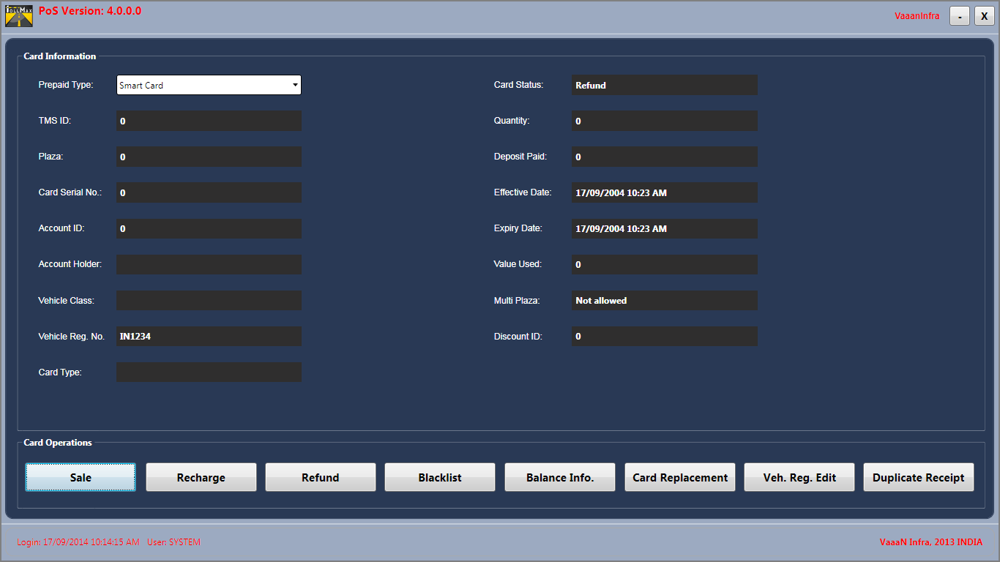 TOLLMAX
PoS Version: 4.0.0.0
VaaanInfra
-
X
Card Information
Prepaid Type: Smart Card
Card Status: Refund
TMS ID: 0
Quantity: 0
Plaza: 0
Deposit Paid: 0
Card Serial No.: 0
Effective Date: 17/09/2004 10:23 AM
Account ID: 0
Expiry Date: 17/09/2004 10:23 AM
Account Holder:
Value Used: 0
Vehicle Class:
Multi Plaza: Not allowed
Vehicle Reg. No. IN1234
Discount ID: 0
Card Type:
Card Operations
Sale
Recharge
Refund
Blacklist
Balance Info.
Card Replacement
Veh. Reg. Edit
Duplicate Receipt
Login: 17/09/2014 10:14:15 AM User: SYSTEM
VaaaN Infra, 2013 INDIA